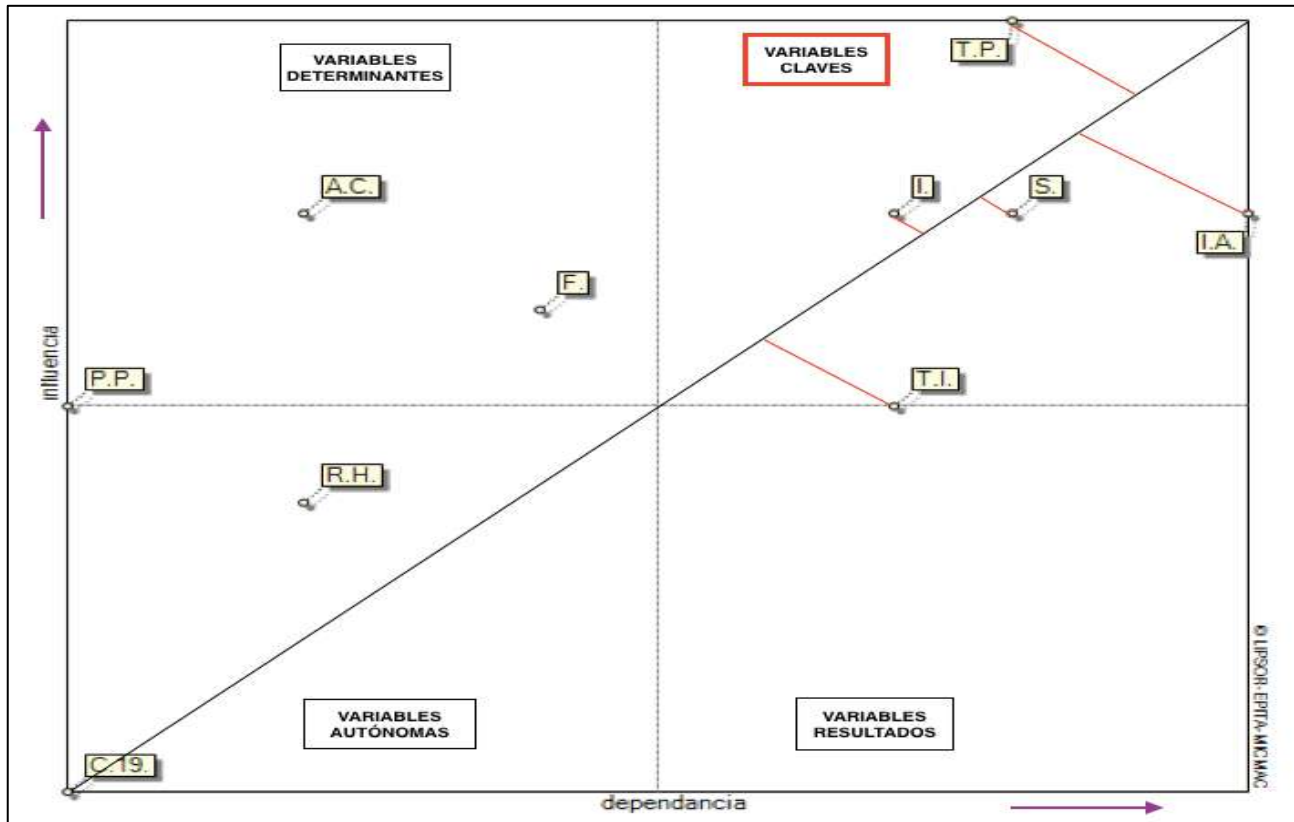 VARIABLES
DETERMINANTES
VARIABLES
CLAVES
T.P.
A.C.
I.
S.
I.A.
F.
influencia
P.P.
T.I.
R.H.
VARIABLES
AUTÓNOMAS
VARIABLES
RESULTADOS
C.19.
dependancia
© LIPSOR-EPITA-MICMAC